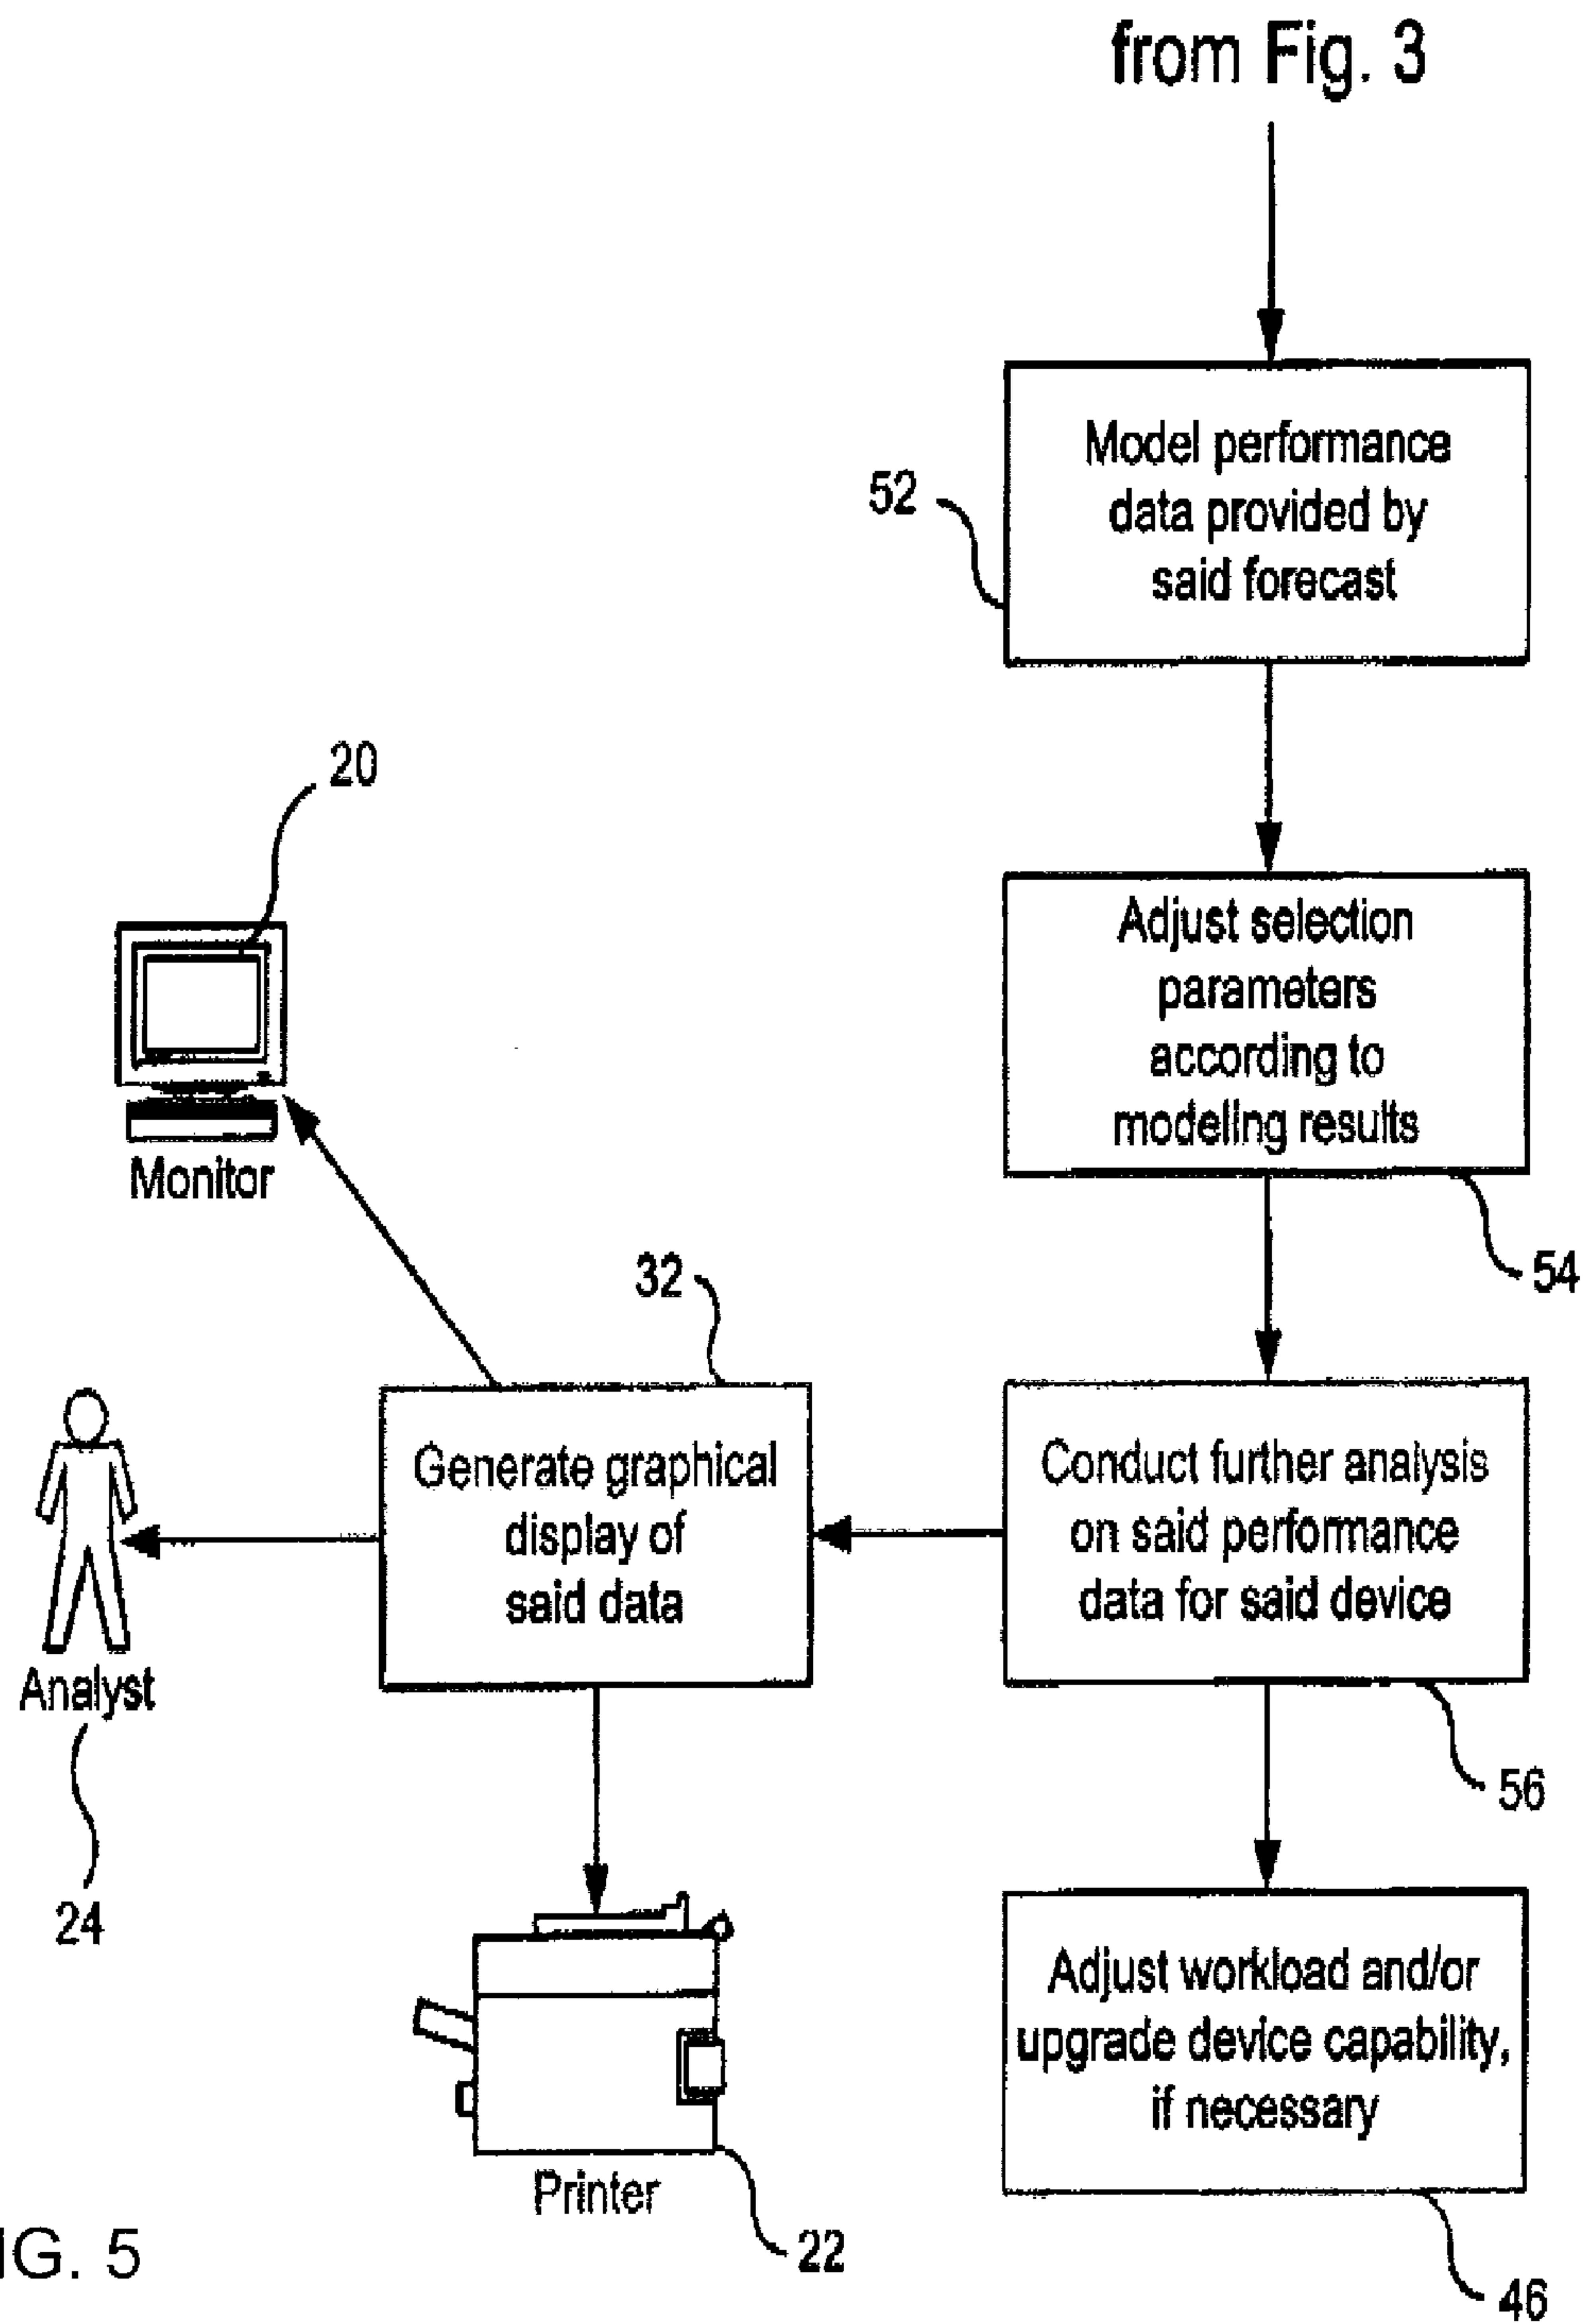 from Fig. 3
Model performance
data provided by
said forecast
52
20
Monitor
Adjust selection
parameters
according to
modeling results
54
32
Generate graphical
display of
said data
Conduct further analysis
on said performance
data for said device
56
Analyst
24
Printer
22
Adjust workload and/or
upgrade device capability,
if necessary
46
IG. 5